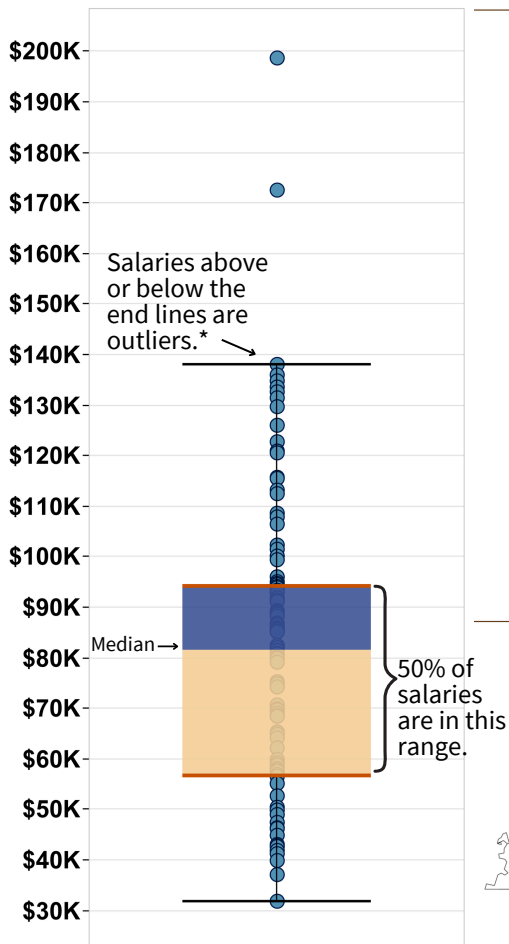 $200K
$190K
$180K
$170K
$160K
Salaries above
or below the
end lines are
outliers.*
$150K
$140K
$130K
$120K
$110K
$100K
$90K
Median
$80K
50% of
salaries
are in this
range.
$70K
$60K
$50K
$40K
$30K